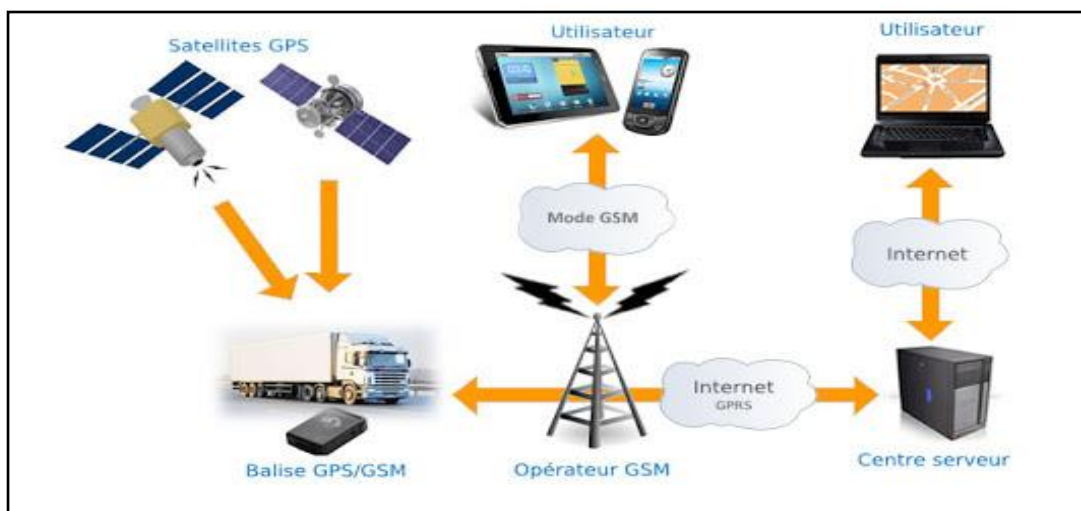 Satellites GPS
Utilisateur
Utilisateur
Mode GSM
Internet
Internet
GPRS
Balise GPS/GSM
Opérateur GSM
Centre serveur